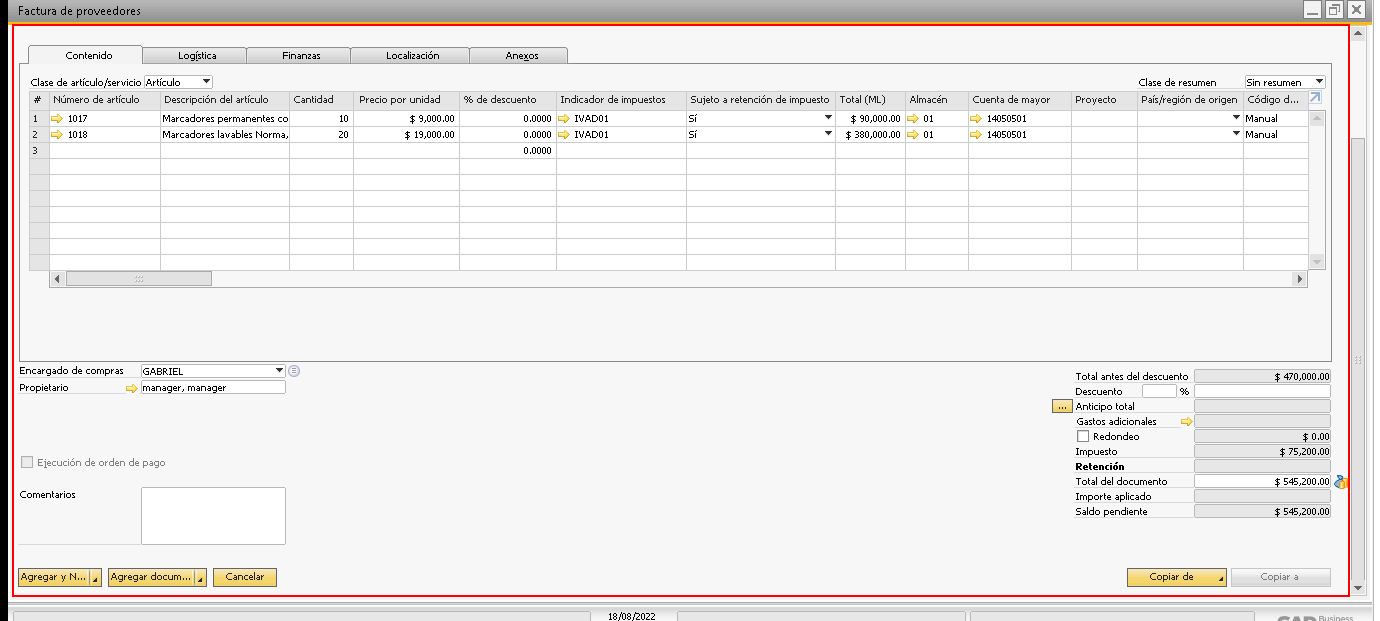 Factura de proveedores
Contenido Logística Finanzas Localización Anexos
Clase de artículo/servicio Artículo Clase de resumen Sin resumen
# Número de artículo Descripción del artículo Cantidad Precio por unidad % de descuento Indicador de impuestos Sujeto a retención de impuesto Total (ML) Almacén Cuenta de mayor Proyecto País/región de origen Código d...
1 1017 Marcadores permanentes co 10 $ 9,000.00 0.0000 IVAD01 Sí $ 90,000.00 01 14050501 Manual
2 1018 Marcadores lavables Norma, 20 $ 19,000.00 0.0000 IVAD01 Sí $ 380,000.00 01 14050501 Manual
3 0.0000
Encargado de compras GABRIEL
Propietario manager, manager
Total antes del descuento $ 470,000.00
Descuento %
... Anticipo total
Gastos adicionales
Redondeo $ 0.00
Impuesto $ 75,200.00
Ejecución de orden de pago
Retención
Total del documento $ 545,200.00
Comentarios
Importe aplicado
Saldo pendiente $ 545,200.00
Agregar y N... Agregar docum... Cancelar Copiar de Copiar a
18/08/2022
SAP Business